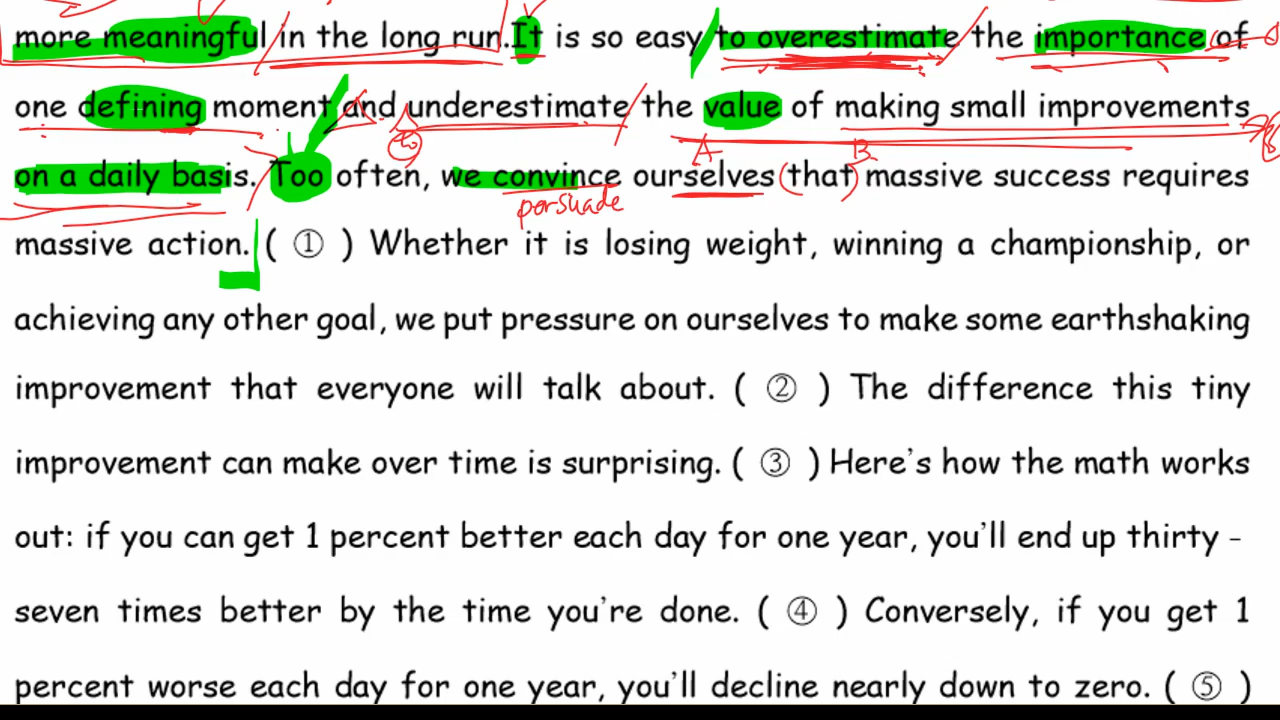 more meaningful in the long run. It is so easy to overestimate the importance of
one defining moment and underestimate the value of making small improvements
to
A B
on a daily basis. Too often, we convince ourselves (that) massive success requires
persuade
massive action. ( ① ) Whether it is losing weight, winning a championship, or
achieving any other goal, we put pressure on ourselves to make some earthshaking
improvement that everyone will talk about. ( ② ) The difference this tiny
improvement can make over time is surprising. ( ③ ) Here's how the math works
out: if you can get 1 percent better each day for one year, you'll end up thirty -
seven times better by the time you're done. ( ④ ) Conversely, if you get 1
percent worse each day for one year, you'll decline nearly down to zero. ( ⑤ )